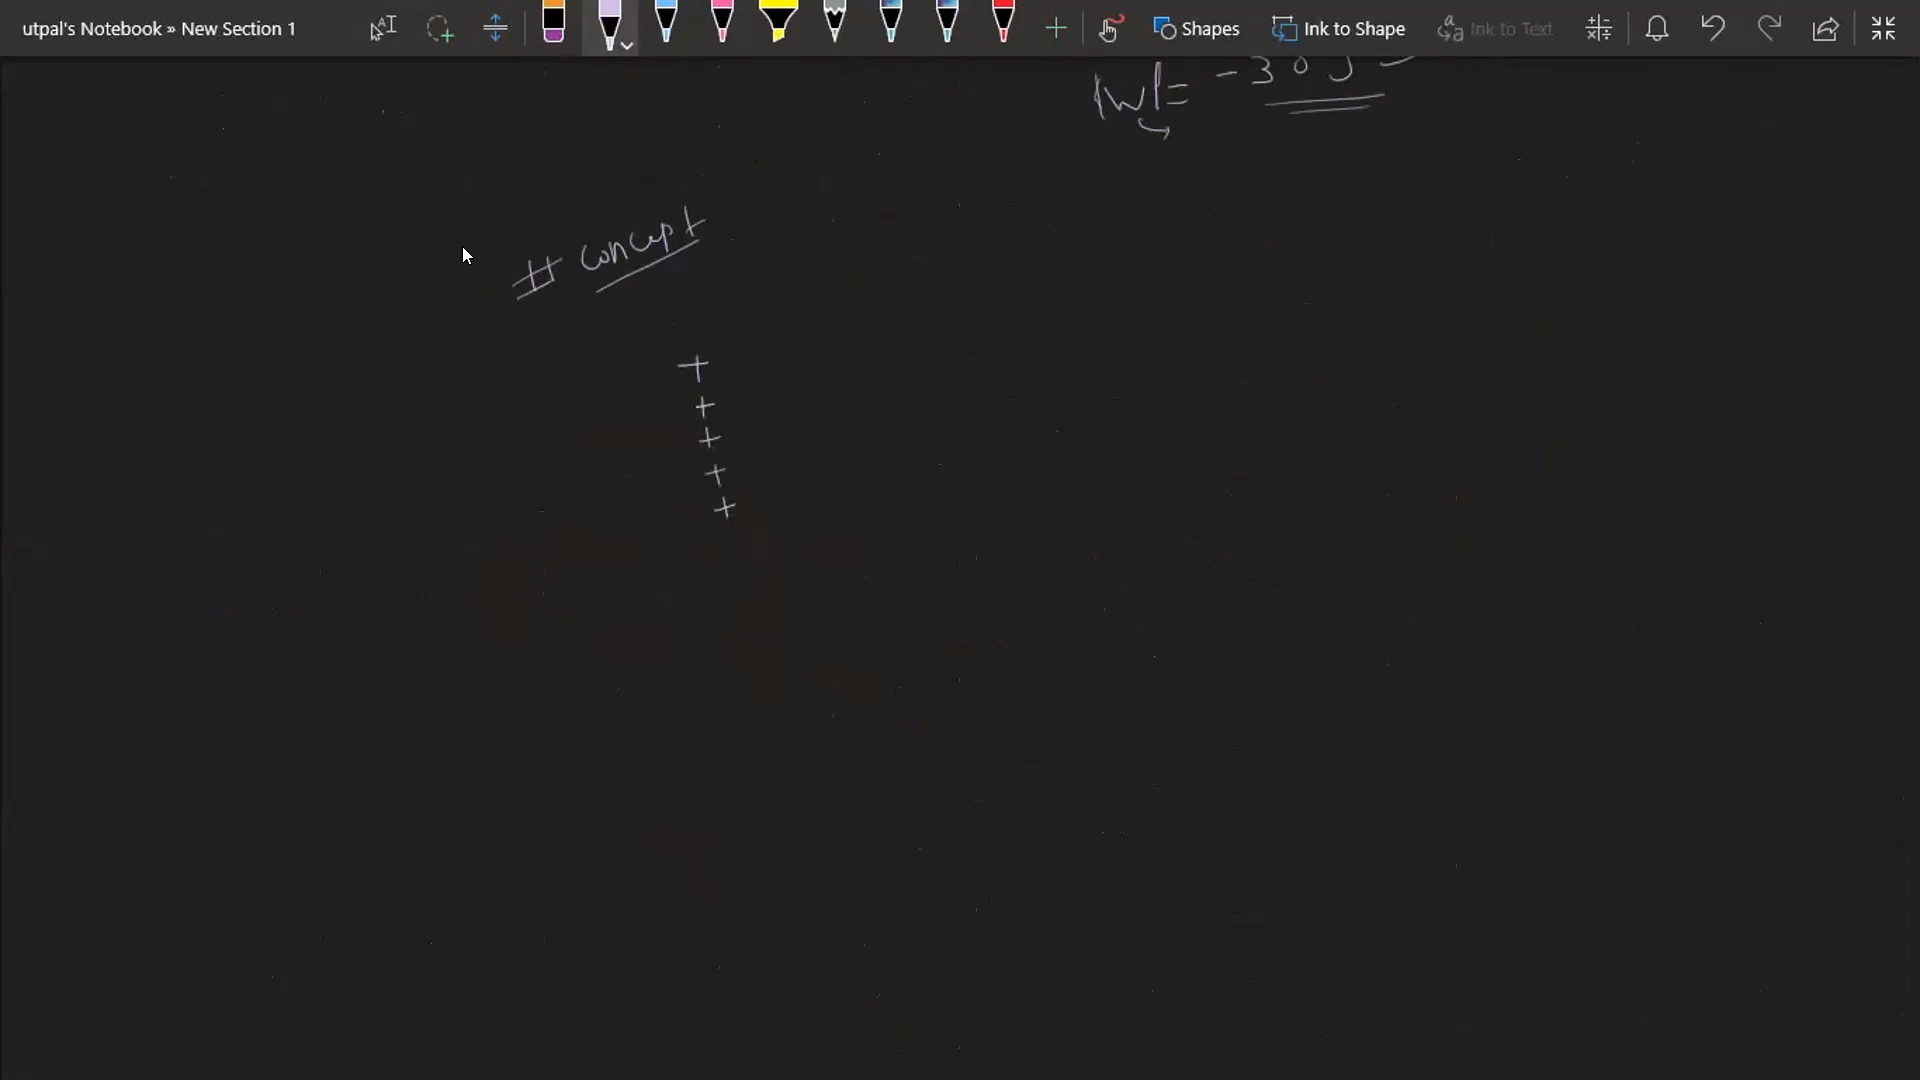 utpal's Notebook » New Section 1 Shapes Ink to Shape Ink to Text
|W| = -30 J
# concept
+
+
+
+
+